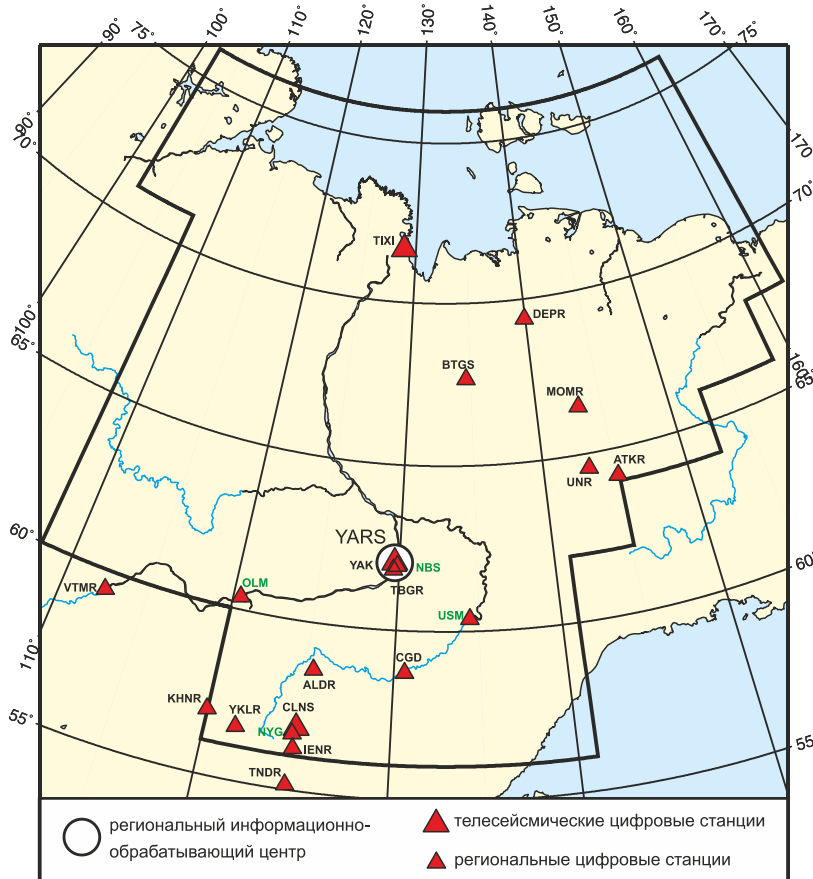 90°
75°
100°
110°
120°
130°
140°
150°
160°
170°
75°
90°
70°
170
70°
TIXI
DEPR
100°
65°
BTGS
MOMR
160°
65°
UNR
ATKR
60°
YARS
YAK
NBS
TBGR
60°
VTMR
OLM
USM
110°
CGD
ALDR
KHNR
YKLR
CLNS
NYG
IENR
55°
55°
TNDR
региональный информационно-
обрабатывающий центр
телесейсмические цифровые станции
региональные цифровые станции